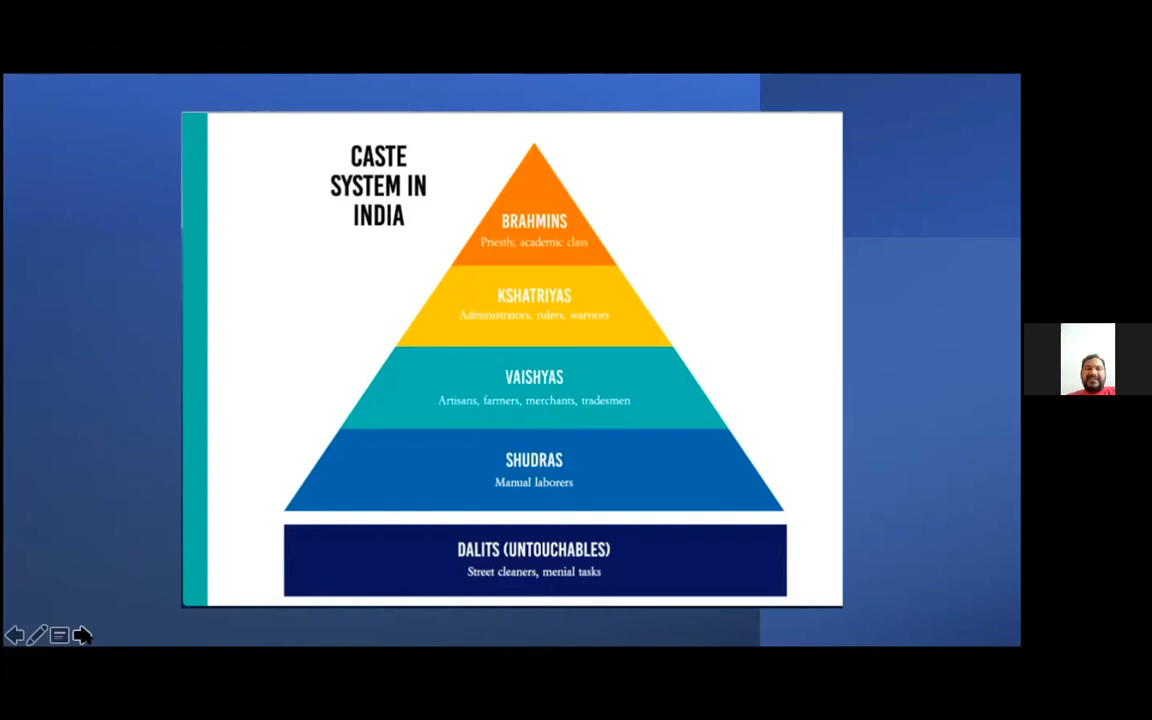 CASTE
SYSTEM IN
INDIA
BRAHMINS
Priestly, academic class
KSHATRIYAS
Administrators, rulers, warriors
VAISHYAS
Artisans, farmers, merchants, tradesmen
SHUDRAS
Manual laborers
DALITS (UNTOUCHABLES)
Street cleaners, menial tasks